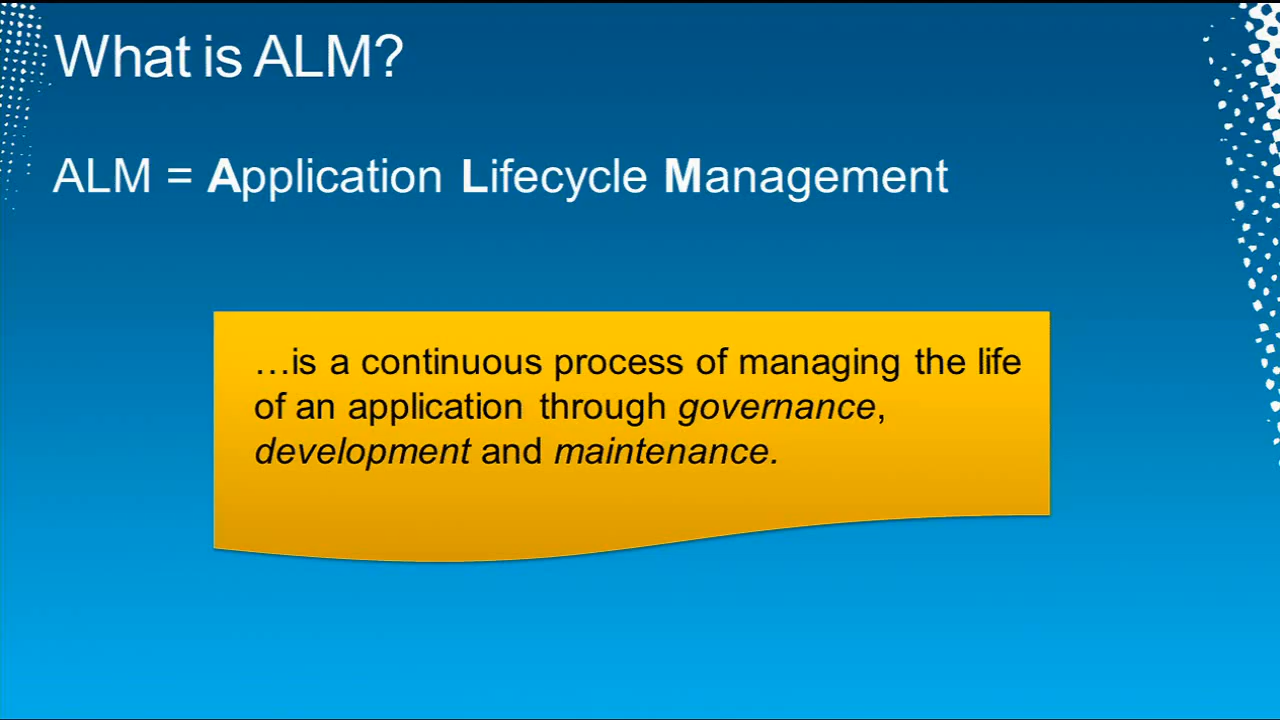 What is ALM?
ALM = Application Lifecycle Management
…is a continuous process of managing the life
of an application through governance,
development and maintenance.